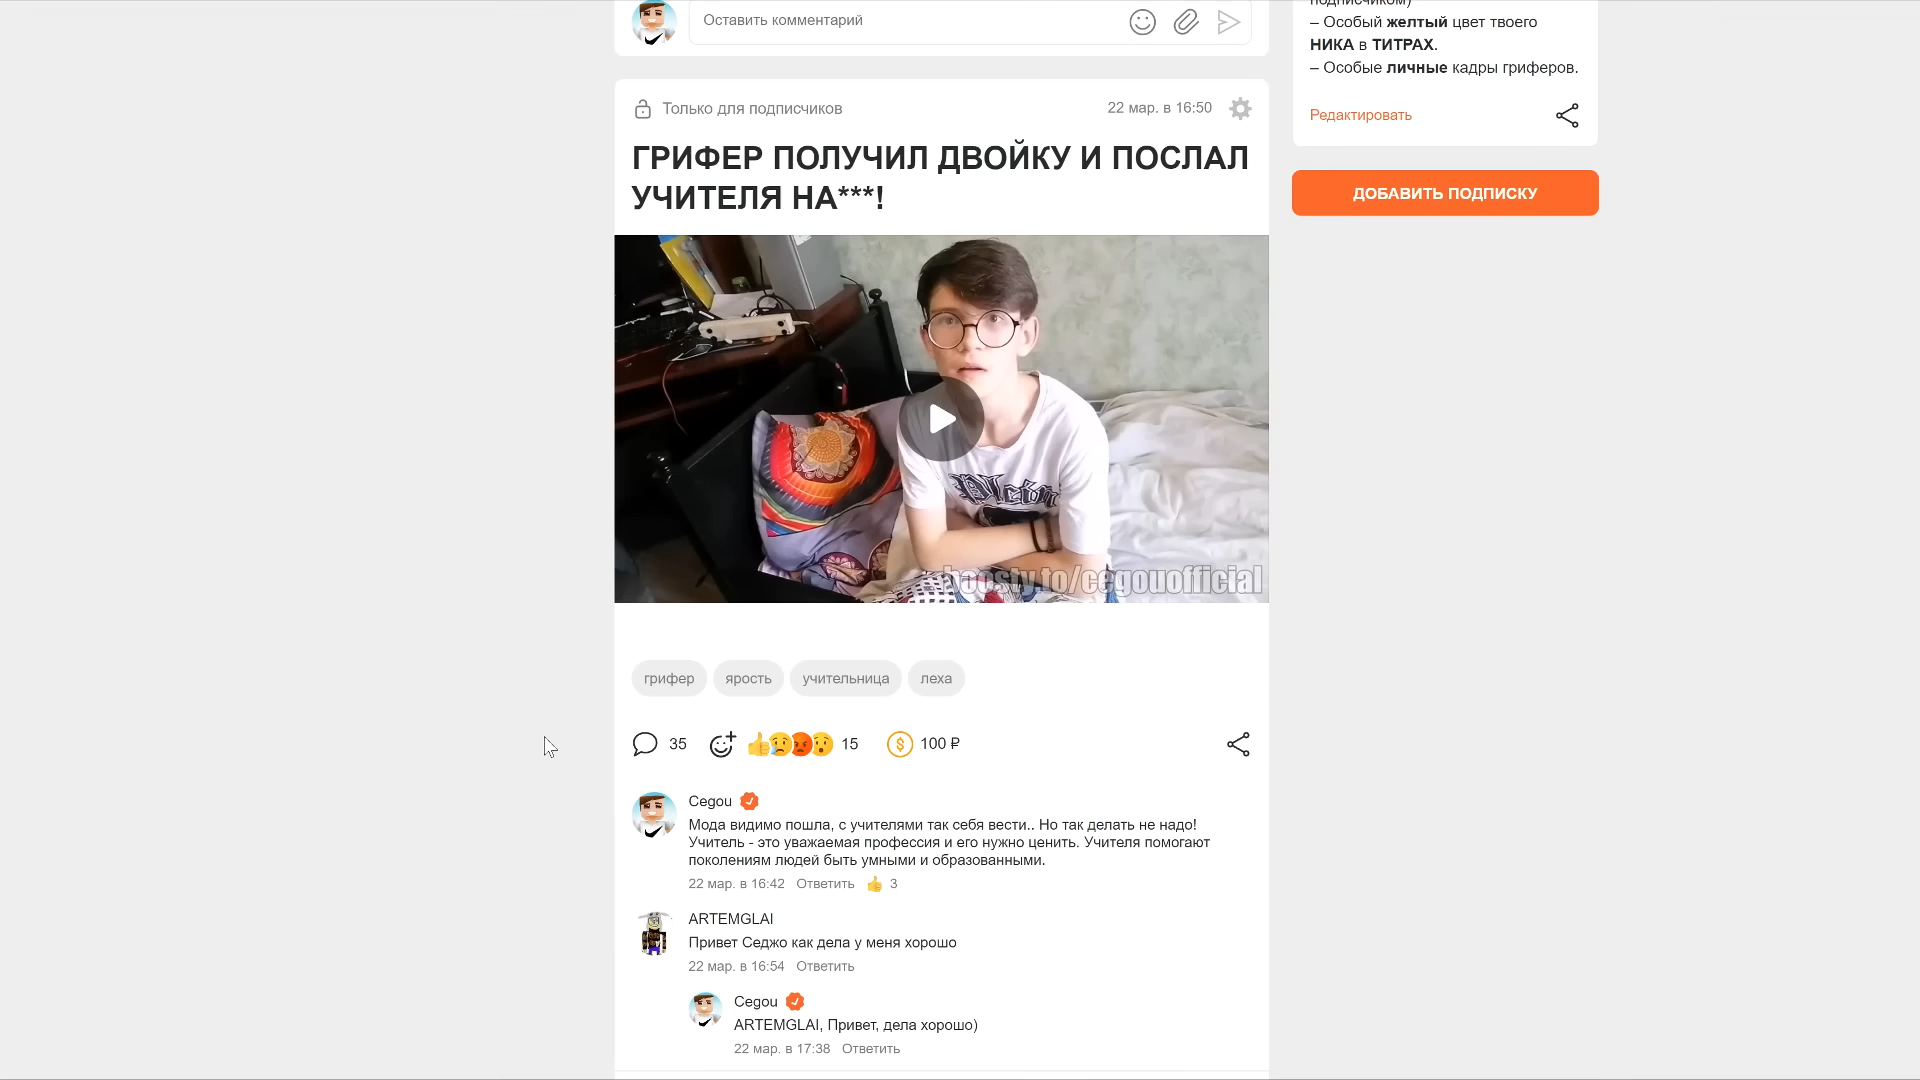 Оставить комментарий
– Особый желтый цвет твоего
НИКА в ТИТРАХ.
– Особые личные кадры гриферов.
Редактировать
ДОБАВИТЬ ПОДПИСКУ
Только для подписчиков
22 мар. в 16:50
ГРИФЕР ПОЛУЧИЛ ДВОЙКУ И ПОСЛАЛ
УЧИТЕЛЯ НА***!
Plein
boosty.to/cegouofficial
грифер ярость учительница леха
35 15 100 ₽
Cegou
Мода видимо пошла, с учителями так себя вести.. Но так делать не надо!
Учитель - это уважаемая профессия и его нужно ценить. Учителя помогают
поколениям людей быть умными и образованными.
22 мар. в 16:42 Ответить 3
ARTEMGLAI
Привет Седжо как дела у меня хорошо
22 мар. в 16:54 Ответить
Cegou
ARTEMGLAI, Привет, дела хорошо)
22 мар. в 17:38 Ответить